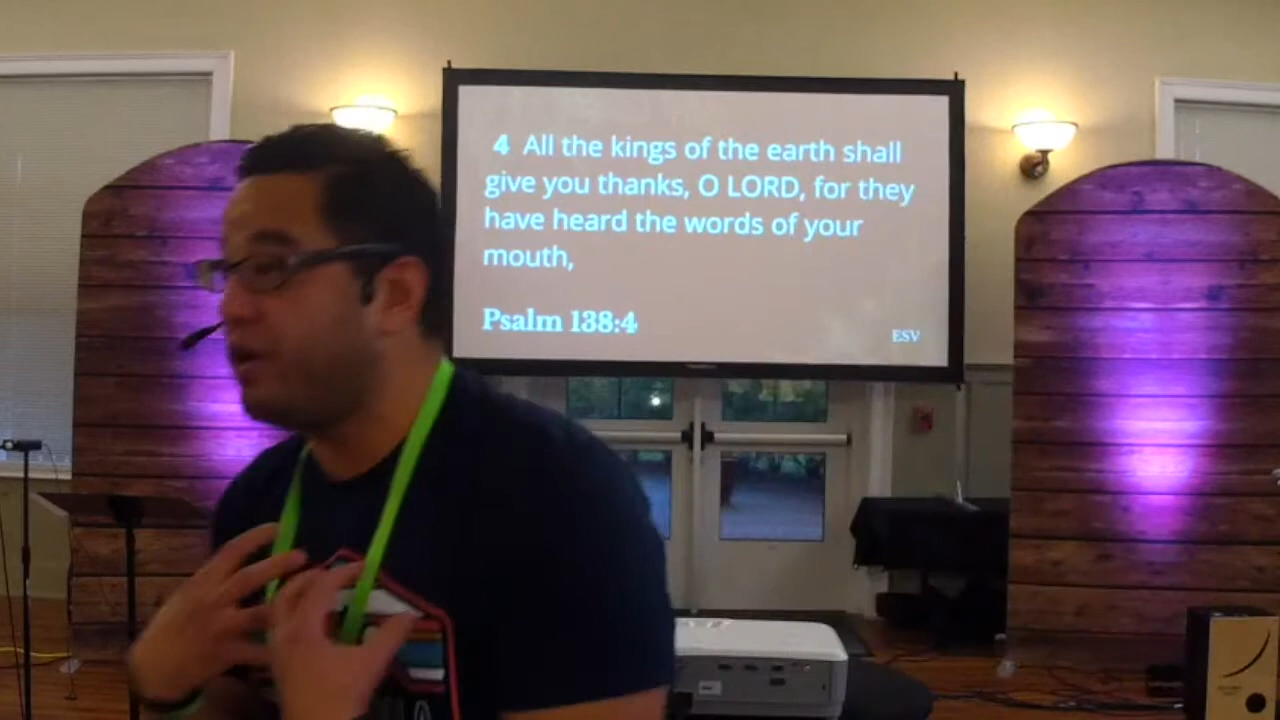 4 All the kings of the earth shall
give you thanks, O LORD, for they
have heard the words of your
mouth,
Psalm 138:4
ESV